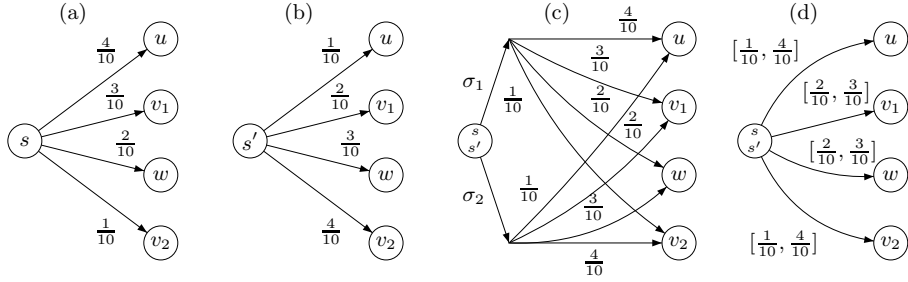 (a)
s
4/10
3/10
2/10
1/10
u
v₁
w
v₂
(b)
s′
1/10
2/10
3/10
4/10
u
v₁
w
v₂
(c)
s
s′
σ₁
σ₂
4/10
3/10
2/10
1/10
1/10
2/10
3/10
4/10
u
v₁
w
v₂
(d)
s
s′
[1/10, 4/10]
[2/10, 3/10]
[2/10, 3/10]
[1/10, 4/10]
u
v₁
w
v₂